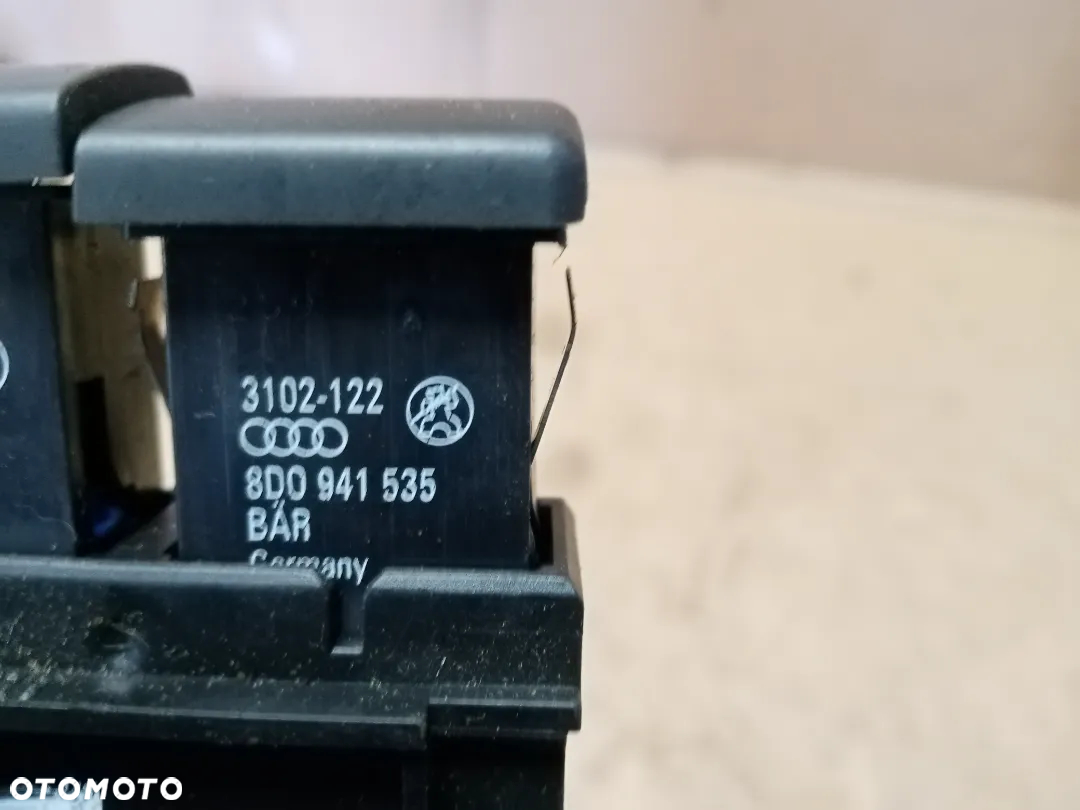 3102-122
8D0 941 535
BÄR
Germany
OTOMOTO